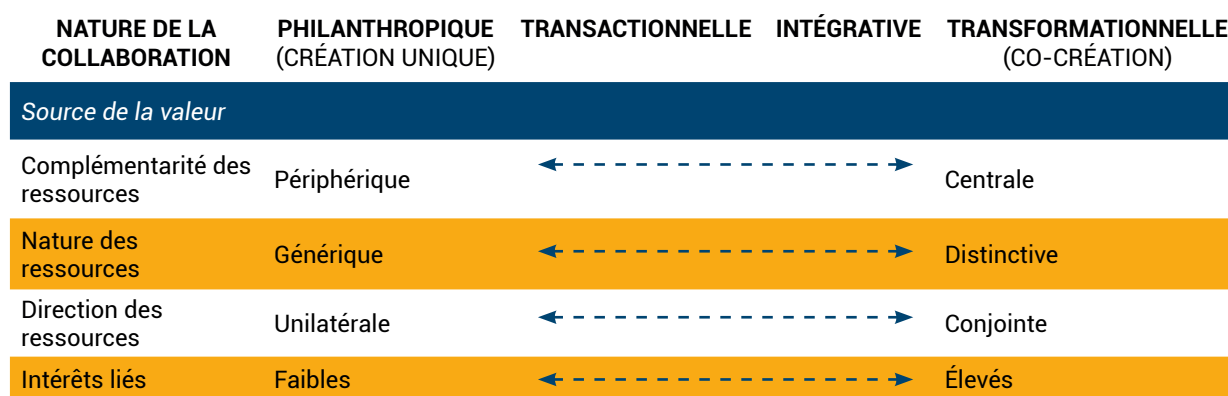 NATURE DE LA PHILANTHROPIQUE TRANSACTIONNELLE INTÉGRATIVE TRANSFORMATIONNELLE
COLLABORATION (CRÉATION UNIQUE) (CO-CRÉATION)
Source de la valeur
Complémentarité des
ressources Périphérique Centrale
Nature des
ressources Générique Distinctive
Direction des
ressources Unilatérale Conjointe
Intérêts liés Faibles Élevés